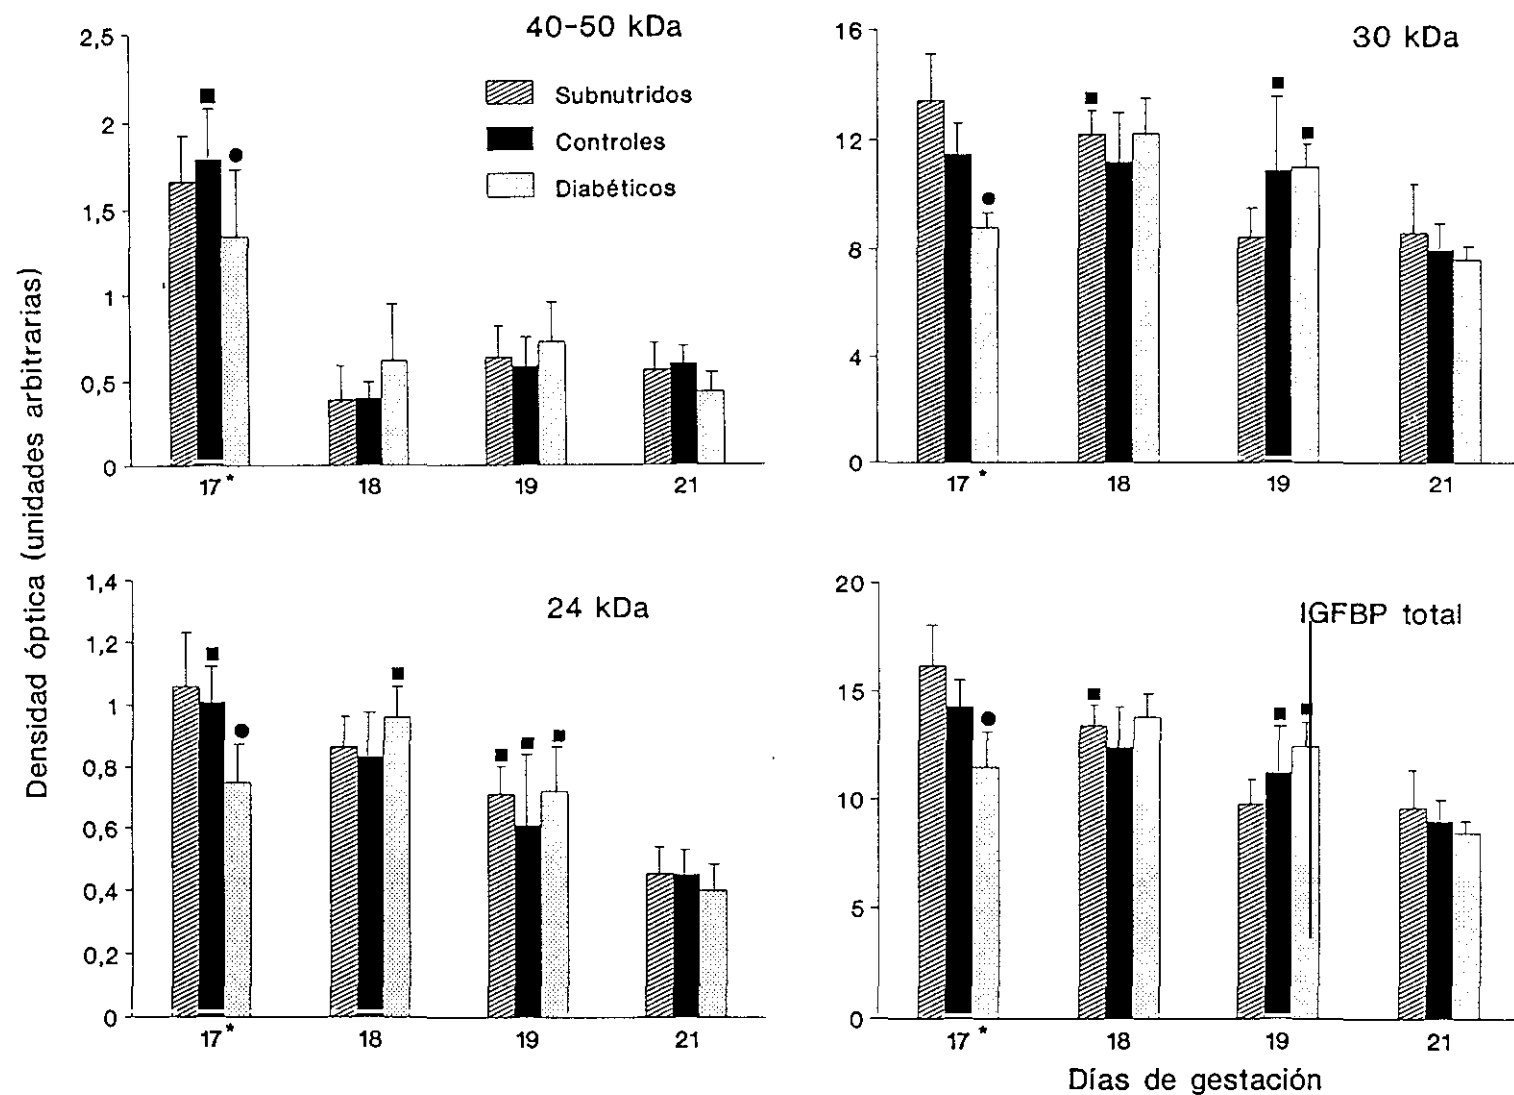 Densidad óptica (unidades arbitrarias)
40-50 kDa
2,5
2
1,5
1
0,5
0
Subnutridos
Controles
Diabéticos
17* 18 19 21
30 kDa
16
12
8
4
0
17* 18 19 21
24 kDa
1,4
1,2
1
0,8
0,6
0,4
0,2
0
17* 18 19 21
IGFBP total
20
15
10
5
0
17* 18 19 21
Días de gestación